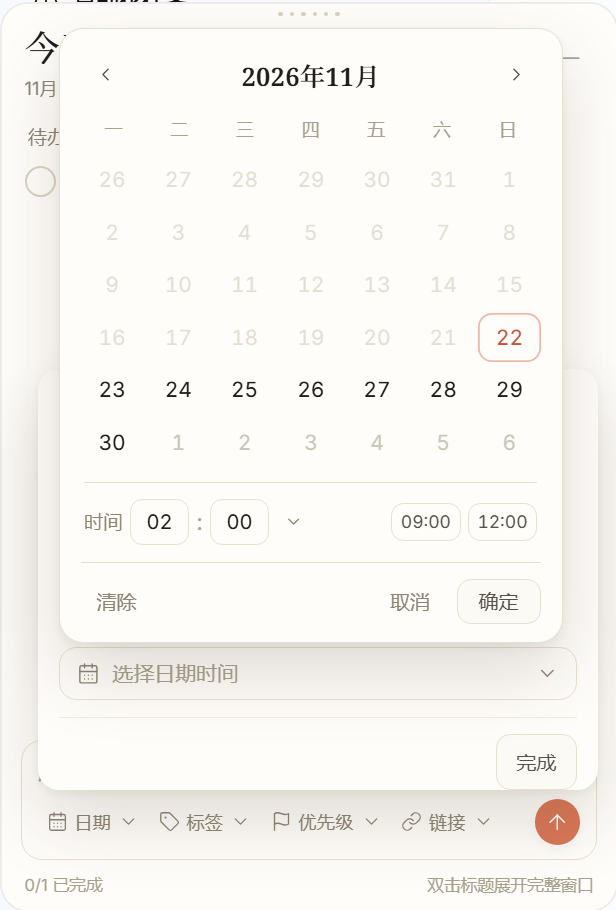 今
11月
待办
2026年11月
一 二 三 四 五 六 日
26 27 28 29 30 31 1
2 3 4 5 6 7 8
9 10 11 12 13 14 15
16 17 18 19 20 21 22
23 24 25 26 27 28 29
30 1 2 3 4 5 6
时间 02 : 00 09:00 12:00
清除 取消 确定
选择日期时间
完成
日期 标签 优先级 链接
0/1 已完成 双击标题展开完整窗口